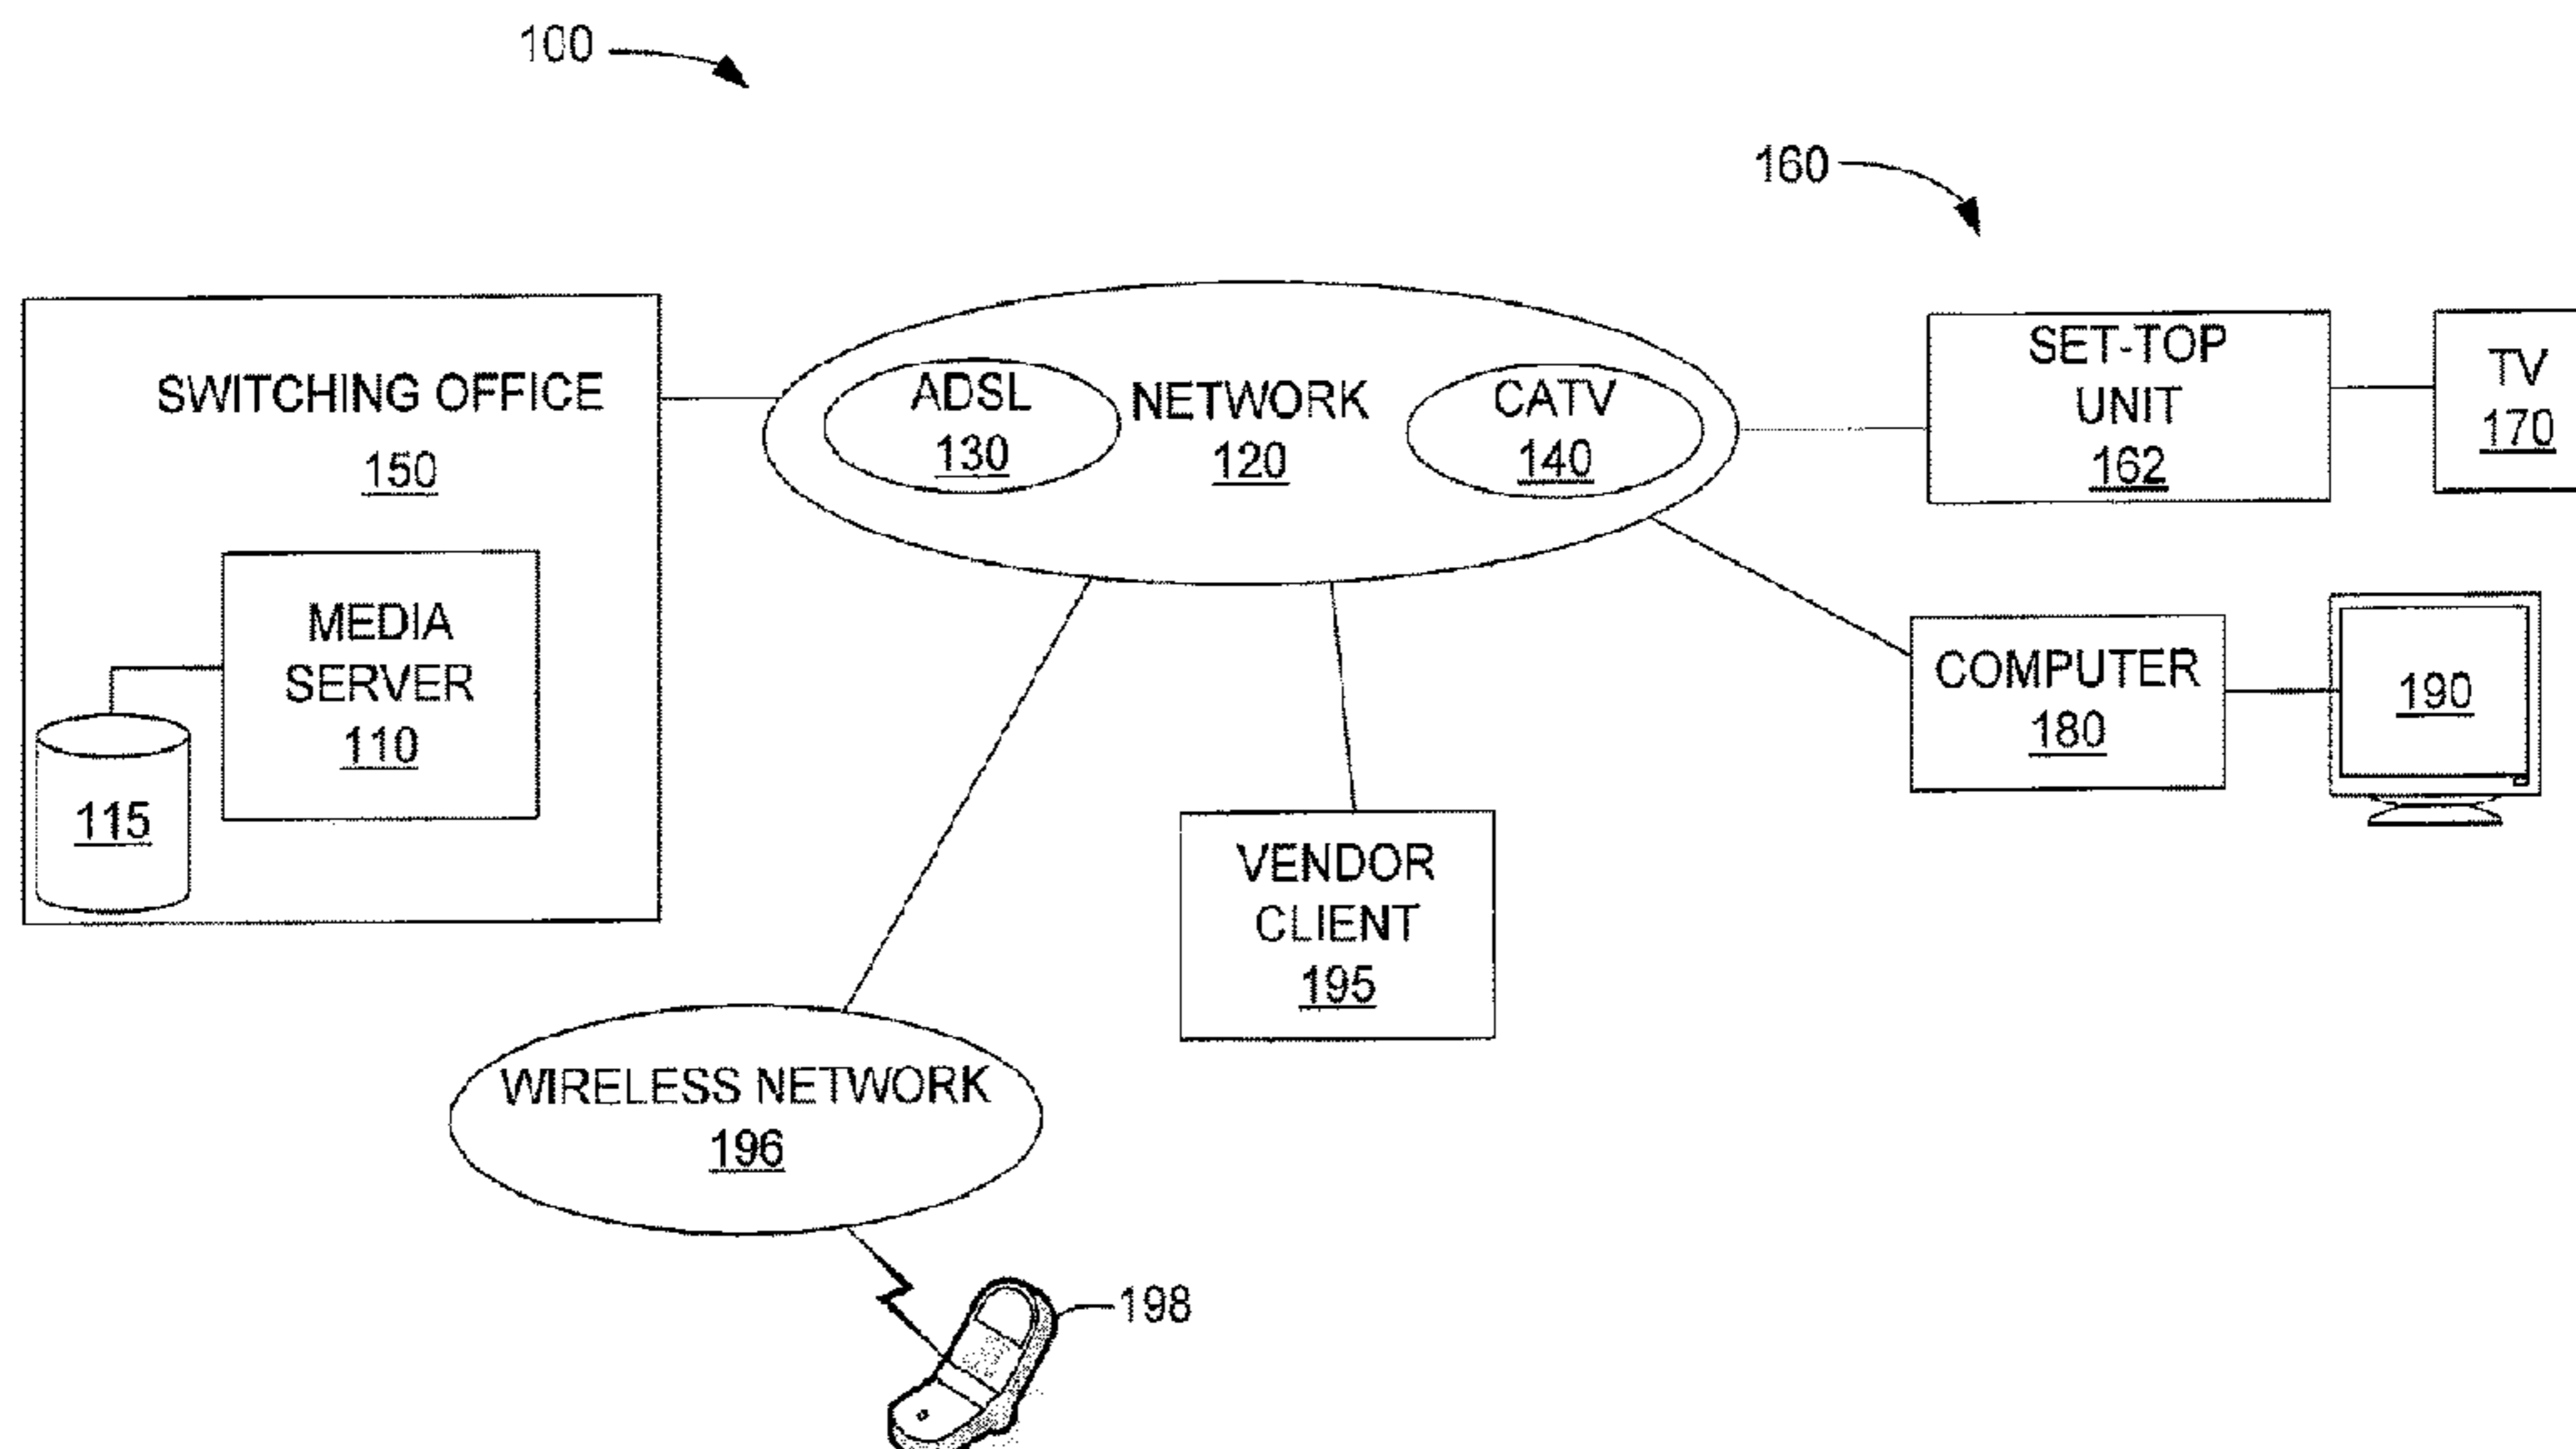 100
160
SWITCHING OFFICE
150
MEDIA
SERVER
110
115
ADSL
130
NETWORK
120
CATV
140
SET-TOP
UNIT
162
TV
170
COMPUTER
180
190
VENDOR
CLIENT
195
WIRELESS NETWORK
196
198